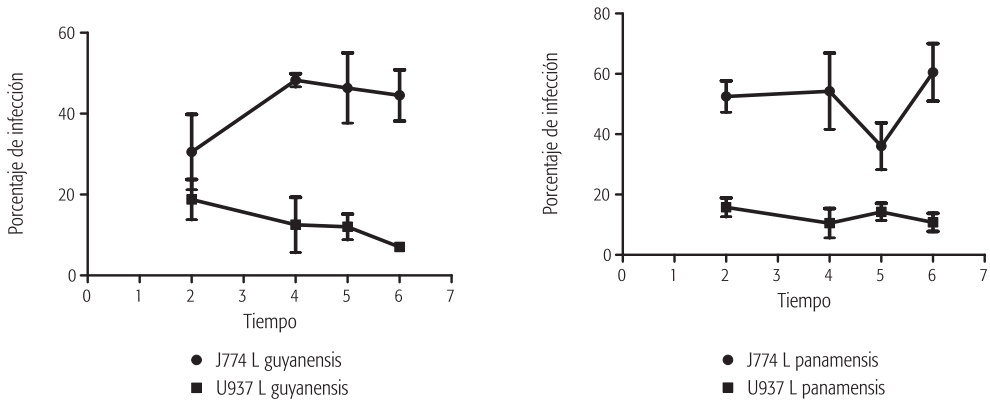 Porcentaje de infección
60
40
20
0
0 1 2 3 4 5 6 7
Tiempo
J774 L guyanensis
U937 L guyanensis
Porcentaje de infección
80
60
40
20
0
0 1 2 3 4 5 6 7
Tiempo
J774 L panamensis
U937 L panamensis